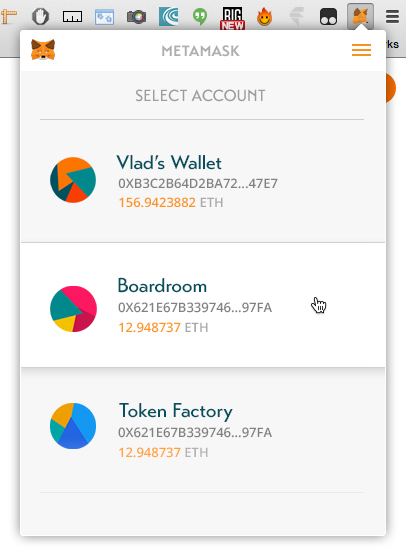 BIG
NEW
rks
METAMASK
SELECT ACCOUNT
Vlad's Wallet
0XB3C2B64D2BA72...47E7
156.9423882 ETH
Boardroom
0X621E67B339746...97FA
12.948737 ETH
Token Factory
0X621E67B339746...97FA
12.948737 ETH